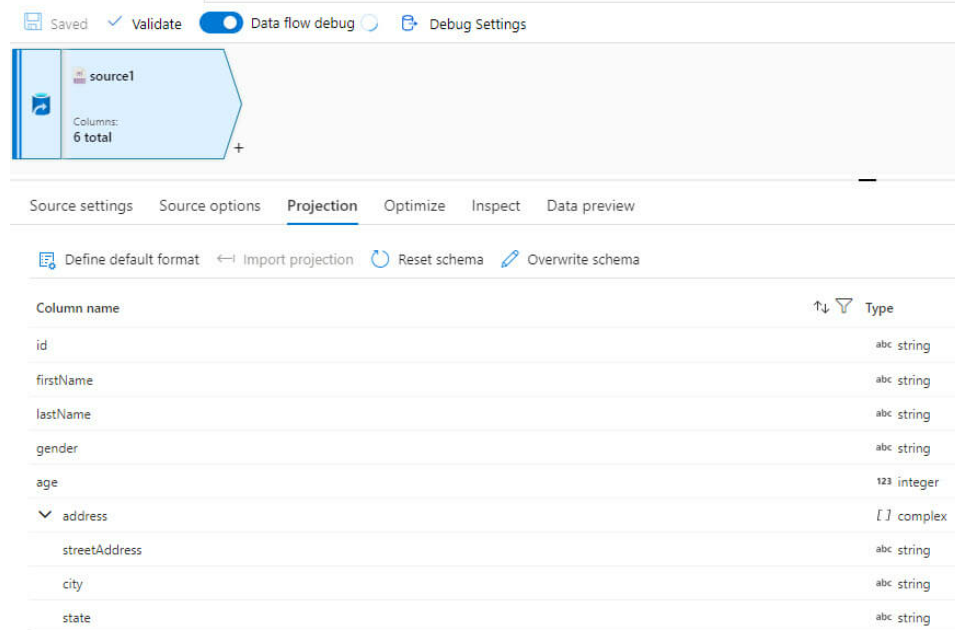 Saved Validate Data flow debug Debug Settings
source1
Columns:
6 total
+
Source settings Source options Projection Optimize Inspect Data preview
Define default format Import projection Reset schema Overwrite schema
Column name Type
id abc string
firstName abc string
lastName abc string
gender abc string
age 123 integer
address [ ] complex
streetAddress abc string
city abc string
state abc string